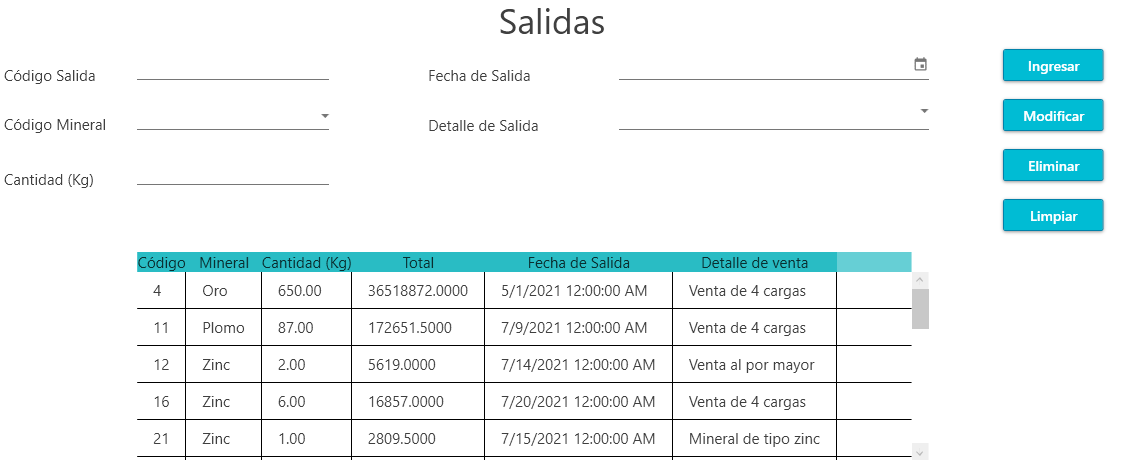 Salidas
Código Salida
Fecha de Salida
Ingresar
Código Mineral
Detalle de Salida
Modificar
Cantidad (Kg)
Eliminar
Limpiar
Código Mineral Cantidad (Kg) Total Fecha de Salida Detalle de venta
4 Oro 650.00 36518872.0000 5/1/2021 12:00:00 AM Venta de 4 cargas
11 Plomo 87.00 172651.5000 7/9/2021 12:00:00 AM Venta de 4 cargas
12 Zinc 2.00 5619.0000 7/14/2021 12:00:00 AM Venta al por mayor
16 Zinc 6.00 16857.0000 7/20/2021 12:00:00 AM Venta de 4 cargas
21 Zinc 1.00 2809.5000 7/15/2021 12:00:00 AM Mineral de tipo zinc